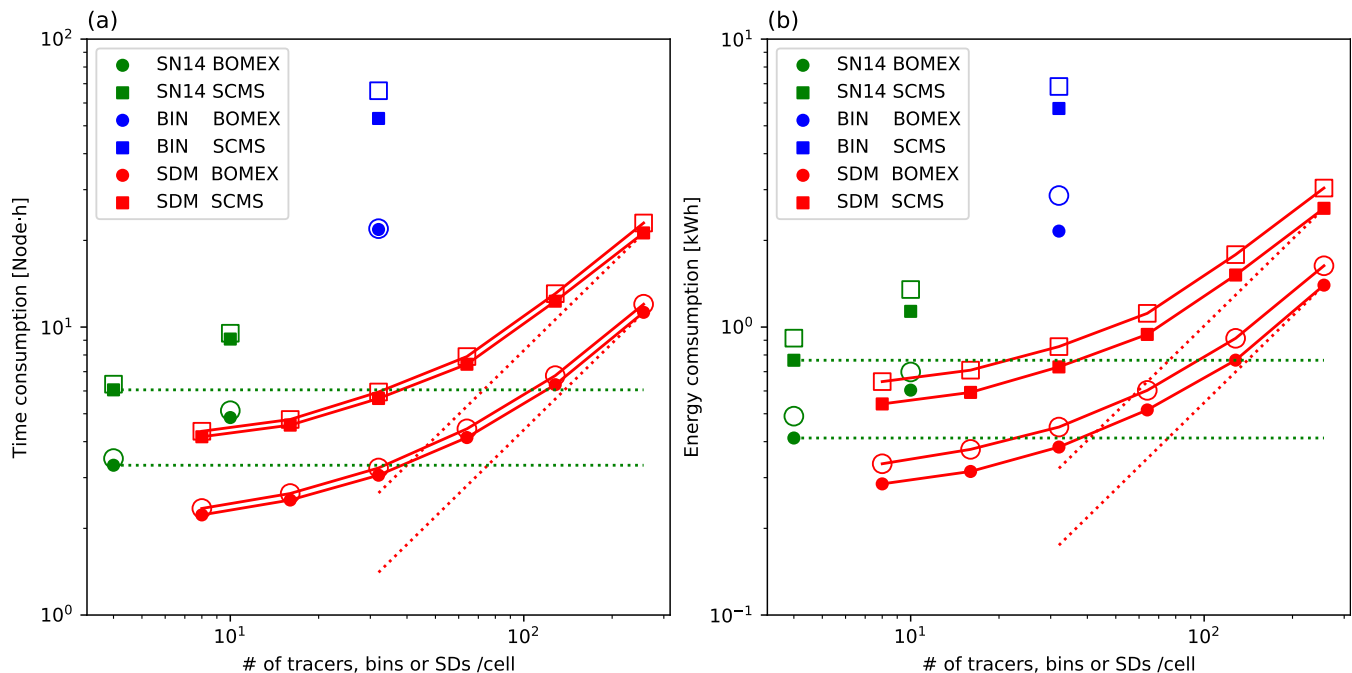 (a)
10²
10¹
10⁰
Time consumption [Node·h]
SN14 BOMEX
SN14 SCMS
BIN BOMEX
BIN SCMS
SDM BOMEX
SDM SCMS
10¹
10²
# of tracers, bins or SDs /cell
(b)
10¹
10⁰
10⁻¹
Energy consumption [kWh]
SN14 BOMEX
SN14 SCMS
BIN BOMEX
BIN SCMS
SDM BOMEX
SDM SCMS
10¹
10²
# of tracers, bins or SDs /cell